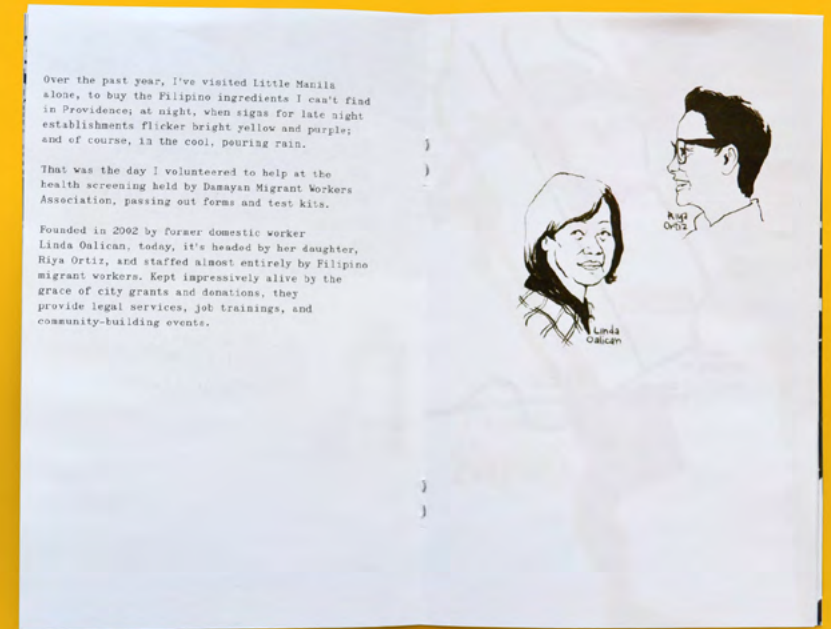 Over the past year, I've visited Little Manila
alone, to buy the Filipino ingredients I can't find
in Providence; at night, when signs for late night
establishments flicker bright yellow and purple;
and of course, in the cool, pouring rain.
That was the day I volunteered to help at the
health screening held by Damayan Migrant Workers
Association, passing out forms and test kits.
Founded in 2002 by former domestic worker
Linda Oalican, today, it's headed by her daughter,
Riya Ortiz, and staffed almost entirely by Filipino
migrant workers. Kept impressively alive by the
grace of city grants and donations, they
provide legal services, job trainings, and
community-building events.
Riya
Ortiz
Linda
Oalican